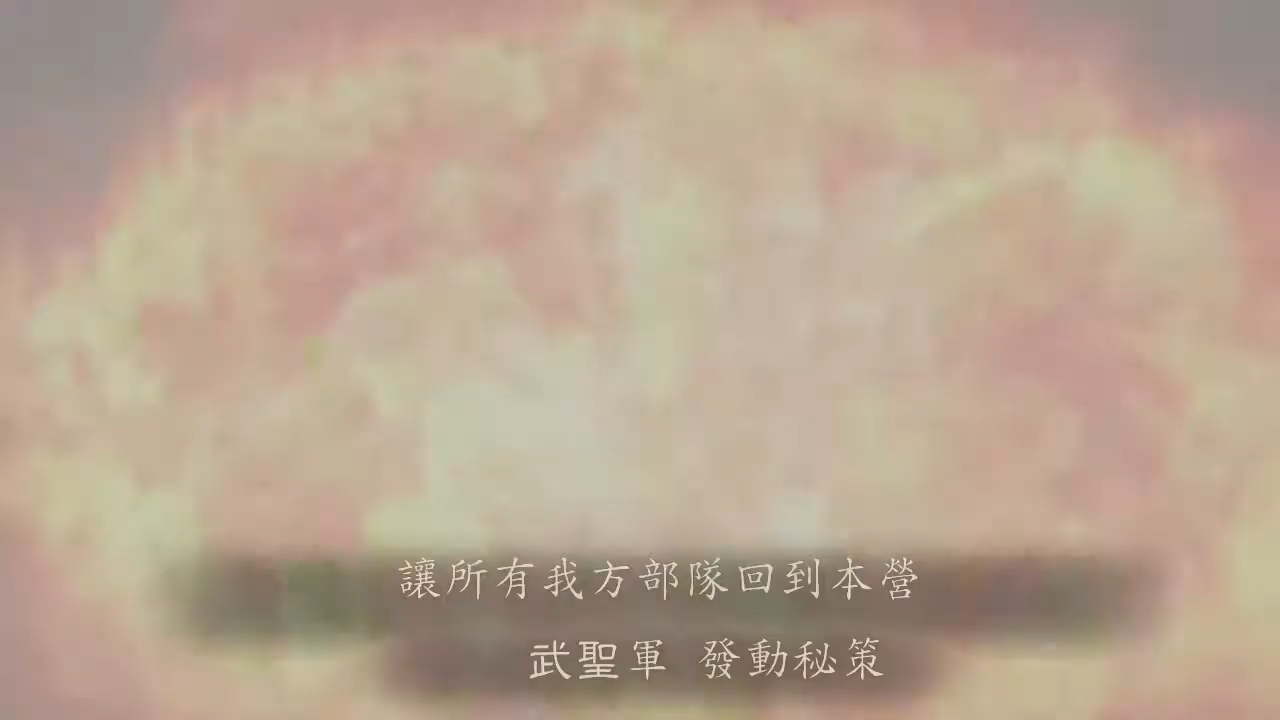 讓所有我方部隊回到本營
武聖軍 發動秘策